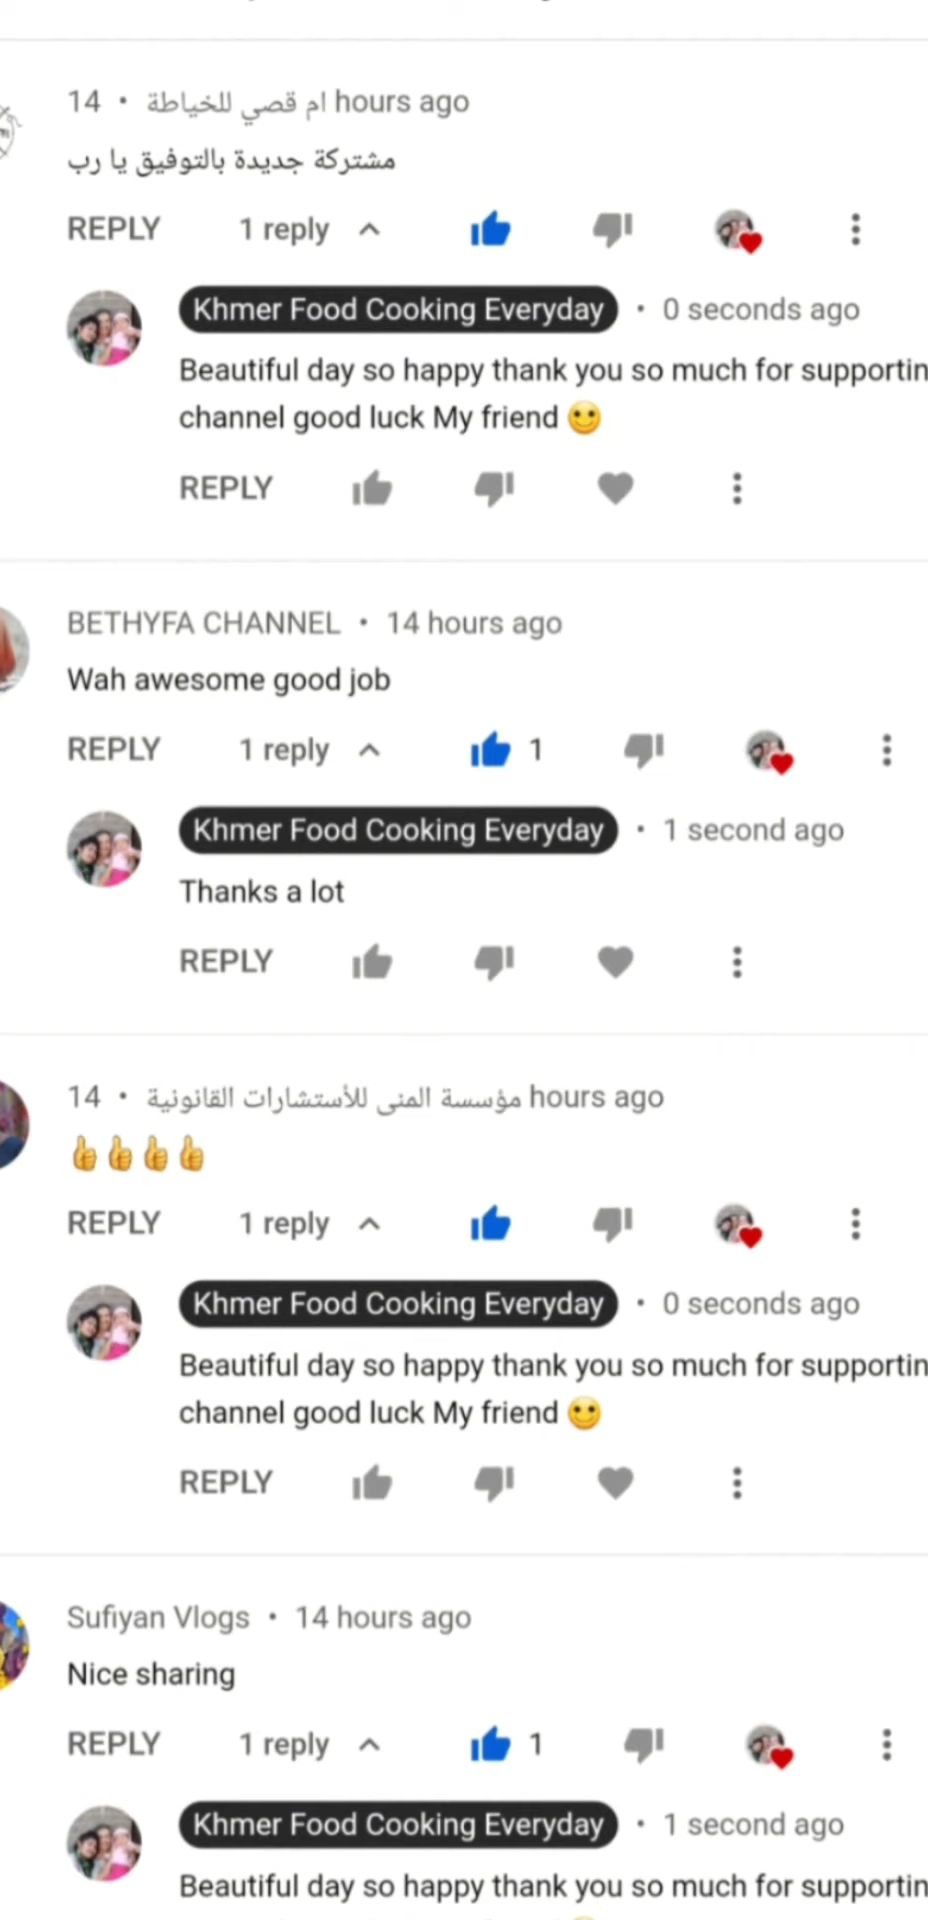 14 • ام قصي للخياطة hours ago
مشتركة جديدة بالتوفيق يا رب
REPLY 1 reply
Khmer Food Cooking Everyday • 0 seconds ago
Beautiful day so happy thank you so much for supportin
channel good luck My friend 🙂
REPLY
BETHYFA CHANNEL • 14 hours ago
Wah awesome good job
REPLY 1 reply 1
Khmer Food Cooking Everyday • 1 second ago
Thanks a lot
REPLY
14 • مؤسسة المنى للأستشارات القانونية hours ago
👍👍👍👍
REPLY 1 reply
Khmer Food Cooking Everyday • 0 seconds ago
Beautiful day so happy thank you so much for supportin
channel good luck My friend 🙂
REPLY
Sufiyan Vlogs • 14 hours ago
Nice sharing
REPLY 1 reply 1
Khmer Food Cooking Everyday • 1 second ago
Beautiful day so happy thank you so much for supportin